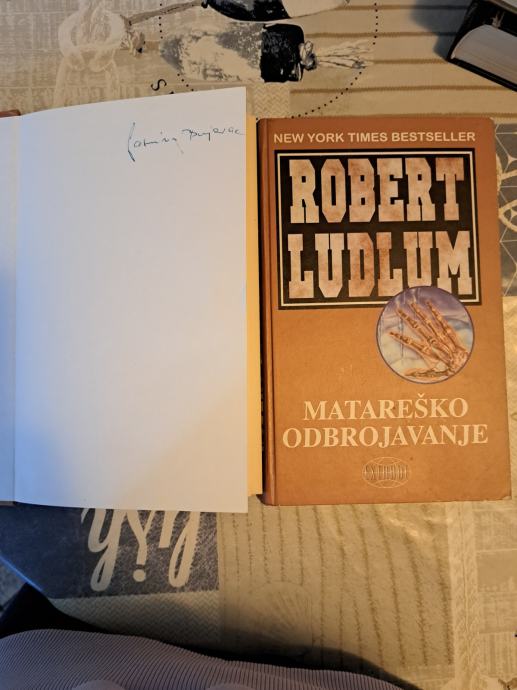 NEW YORK TIMES BESTSELLER
ROBERT
LUDLUM
MATAREŠKO
ODBROJAVANJE